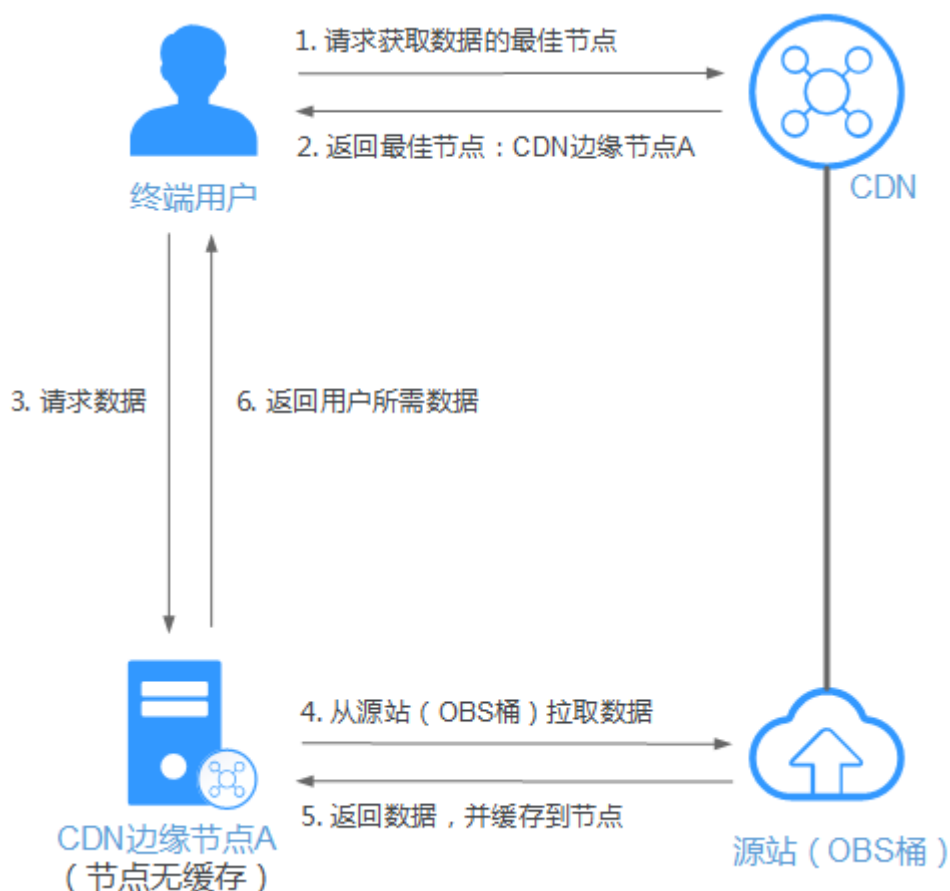 1. 请求获取数据的最佳节点
2. 返回最佳节点：CDN边缘节点A
终端用户
CDN
3. 请求数据
6. 返回用户所需数据
4. 从源站（OBS桶）拉取数据
5. 返回数据，并缓存到节点
CDN边缘节点A
（节点无缓存）
源站（OBS桶）